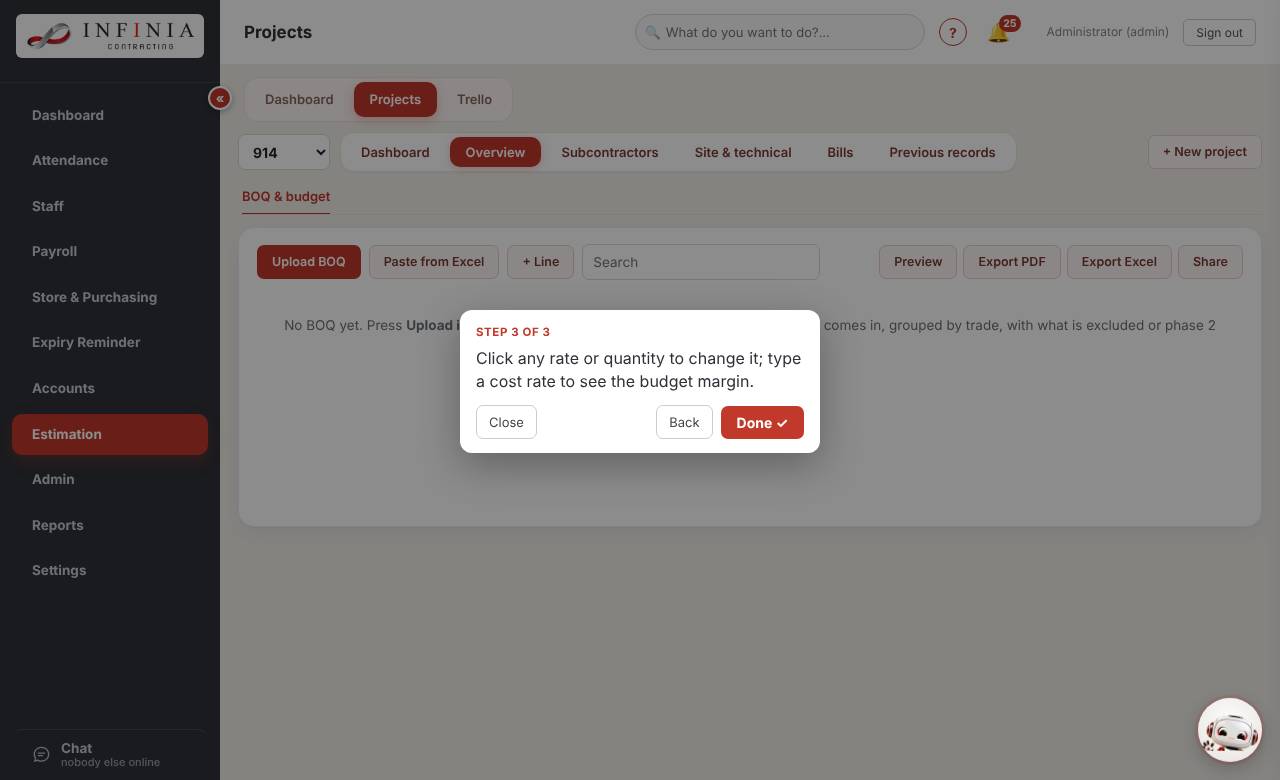 INFINIA
CONTRACTING
Projects
What do you want to do?...
?
25
Administrator (admin)
Sign out
«
Dashboard
Attendance
Staff
Payroll
Store & Purchasing
Expiry Reminder
Accounts
Estimation
Admin
Reports
Settings
Chat
nobody else online
Dashboard
Projects
Trello
914
Dashboard
Overview
Subcontractors
Site & technical
Bills
Previous records
+ New project
BOQ & budget
Upload BOQ
Paste from Excel
+ Line
Search
Preview
Export PDF
Export Excel
Share
No BOQ yet. Press Upload
comes in, grouped by trade, with what is excluded or phase 2
STEP 3 OF 3
Click any rate or quantity to change it; type
a cost rate to see the budget margin.
Close
Back
Done ✓